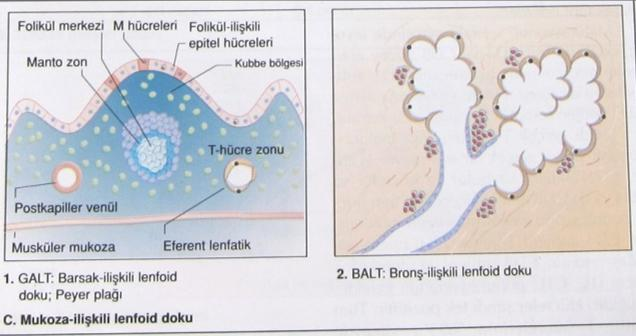 Folikül merkezi
M hücreleri
Folikül-ilişkili
epitel hücreleri
Manto zon
Kubbe bölgesi
T-hücre zonu
Postkapiller venül
Musküler mukoza
Eferent lenfatik
1. GALT: Barsak-ilişkili lenfoid
doku; Peyer plağı
2. BALT: Bronş-ilişkili lenfoid doku
C. Mukoza-ilişkili lenfoid doku